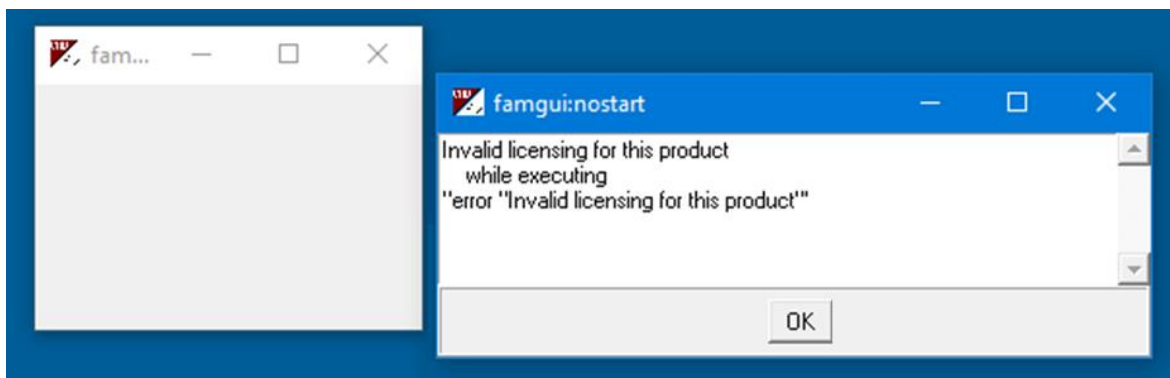 fam...
famgui:nostart
Invalid licensing for this product
while executing
"error "Invalid licensing for this product""
OK